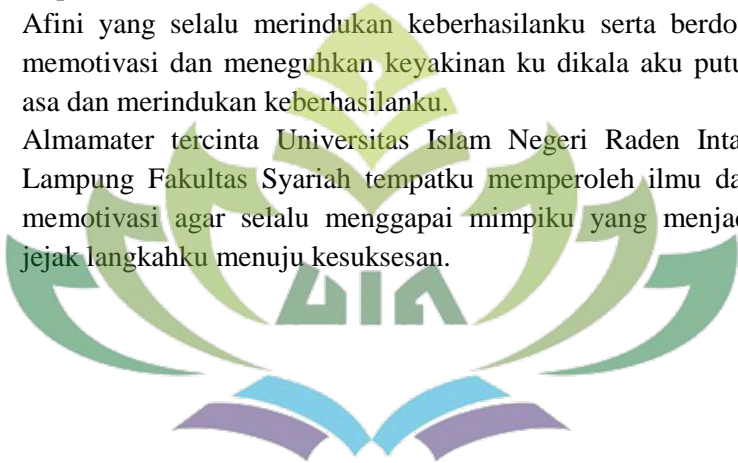 Afini yang selalu merindukan keberhasilanku serta berdo
memotivasi dan meneguhkan keyakinan ku dikala aku putu
asa dan merindukan keberhasilanku.
Almamater tercinta Universitas Islam Negeri Raden Inta
Lampung Fakultas Syariah tempatku memperoleh ilmu da
memotivasi agar selalu menggapai mimpiku yang menjad
jejak langkahku menuju kesuksesan.
UIN